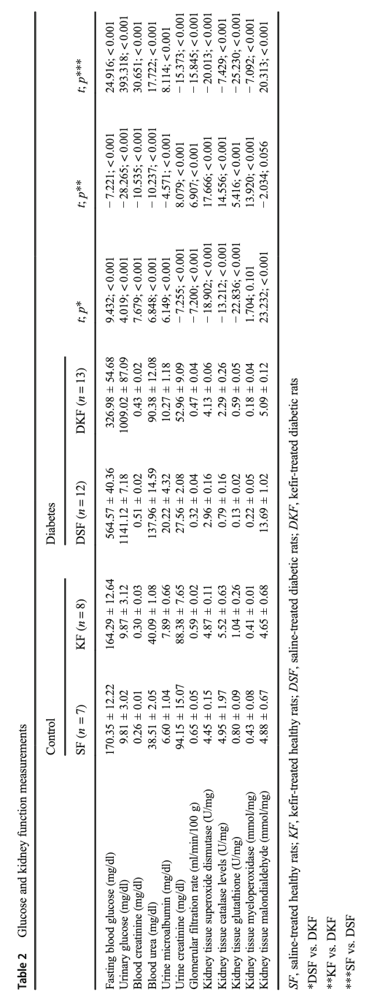 Table 2 Glucose and kidney function measurements
Control Diabetes
SF (n = 7) KF (n = 8) DSF (n = 12) DKF (n = 13) t; p* t; p** t; p***
Fasting blood glucose (mg/dl) 170.35 ± 12.22 164.29 ± 12.64 564.57 ± 40.36 326.98 ± 54.68 9.432; < 0.001 − 7.221; < 0.001 24.916; < 0.001
Urinary glucose (mg/dl) 9.81 ± 3.02 9.87 ± 3.12 1141.12 ± 7.18 1009.02 ± 87.09 4.019; < 0.001 − 28.265; < 0.001 393.318; < 0.001
Blood creatinine (mg/dl) 0.26 ± 0.01 0.30 ± 0.03 0.51 ± 0.02 0.43 ± 0.02 7.679; < 0.001 − 10.535; < 0.001 30.651; < 0.001
Blood urea (mg/dl) 38.51 ± 2.05 40.09 ± 1.08 137.96 ± 14.59 90.38 ± 12.08 6.848; < 0.001 − 10.237; < 0.001 17.722; < 0.001
Urine microalbumin (mg/dl) 6.60 ± 1.04 7.89 ± 0.66 20.22 ± 4.32 10.27 ± 1.18 6.149; < 0.001 − 4.571; < 0.001 8.114; < 0.001
Urine creatinine (mg/dl) 94.15 ± 15.07 88.38 ± 7.65 27.56 ± 2.08 52.96 ± 9.09 − 7.255; < 0.001 8.079; < 0.001 − 15.373; < 0.001
Glomerular filtration rate (ml/min/100 g) 0.65 ± 0.05 0.59 ± 0.02 0.32 ± 0.04 0.47 ± 0.04 − 7.200; < 0.001 6.907; < 0.001 − 15.845; < 0.001
Kidney tissue superoxide dismutase (U/mg) 4.45 ± 0.15 4.87 ± 0.11 2.96 ± 0.16 4.13 ± 0.06 − 18.902; < 0.001 17.666; < 0.001 − 20.013; < 0.001
Kidney tissue catalase levels (U/mg) 4.95 ± 1.97 5.52 ± 0.63 0.79 ± 0.16 2.29 ± 0.26 − 13.212; < 0.001 14.556; < 0.001 − 7.429; < 0.001
Kidney tissue glutathione (U/mg) 0.80 ± 0.09 1.04 ± 0.26 0.13 ± 0.02 0.59 ± 0.05 − 22.836; < 0.001 5.416; < 0.001 − 25.230; < 0.001
Kidney tissue myeloperoxidase (mmol/mg) 0.43 ± 0.08 0.41 ± 0.01 0.22 ± 0.05 0.18 ± 0.04 1.704; 0.101 13.920; < 0.001 − 7.092; < 0.001
Kidney tissue malondialdehyde (mmol/mg) 4.88 ± 0.67 4.65 ± 0.68 13.69 ± 1.02 5.09 ± 0.12 23.232; < 0.001 − 2.034; 0.056 20.313; < 0.001
SF, saline-treated healthy rats; KF, kefir-treated healthy rats; DSF, saline-treated diabetic rats; DKF, kefir-treated diabetic rats
*DSF vs. DKF
**KF vs. DKF
***SF vs. DSF